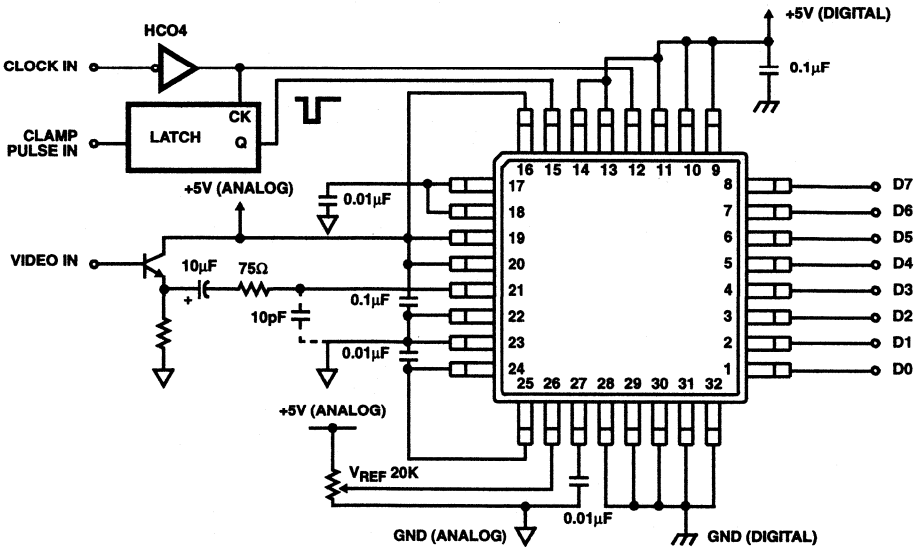 +5V (DIGITAL)
HCO4
CLOCK IN
0.1µF
CK
LATCH
Q
CLAMP
PULSE IN
16 15 14 13 12 11 10 9
+5V (ANALOG)
0.01µF
17
8
D7
18
7
D6
19
6
D5
VIDEO IN
10µF
75Ω
20
5
D4
+
21
4
D3
10pF
0.1µF
22
3
D2
0.01µF
23
2
D1
24
1
D0
25 26 27 28 29 30 31 32
+5V (ANALOG)
VREF 20K
0.01µF
GND (ANALOG)
GND (DIGITAL)